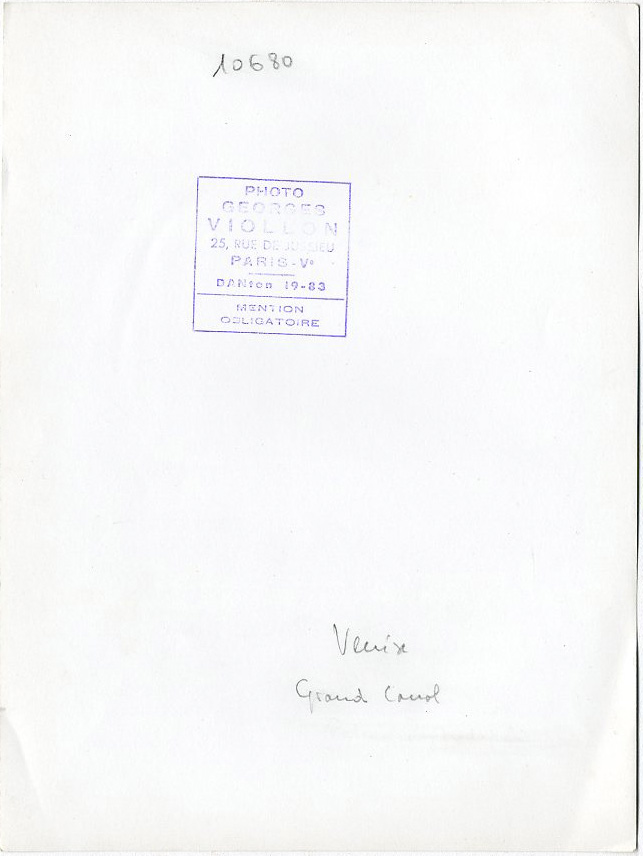 10680
PHOTO
GEORGES
VIOLLON
25, RUE DE JUSSIEU
PARIS-Vᵉ
DANton 19-83
MENTION
OBLIGATOIRE
Venise
Grand Canal